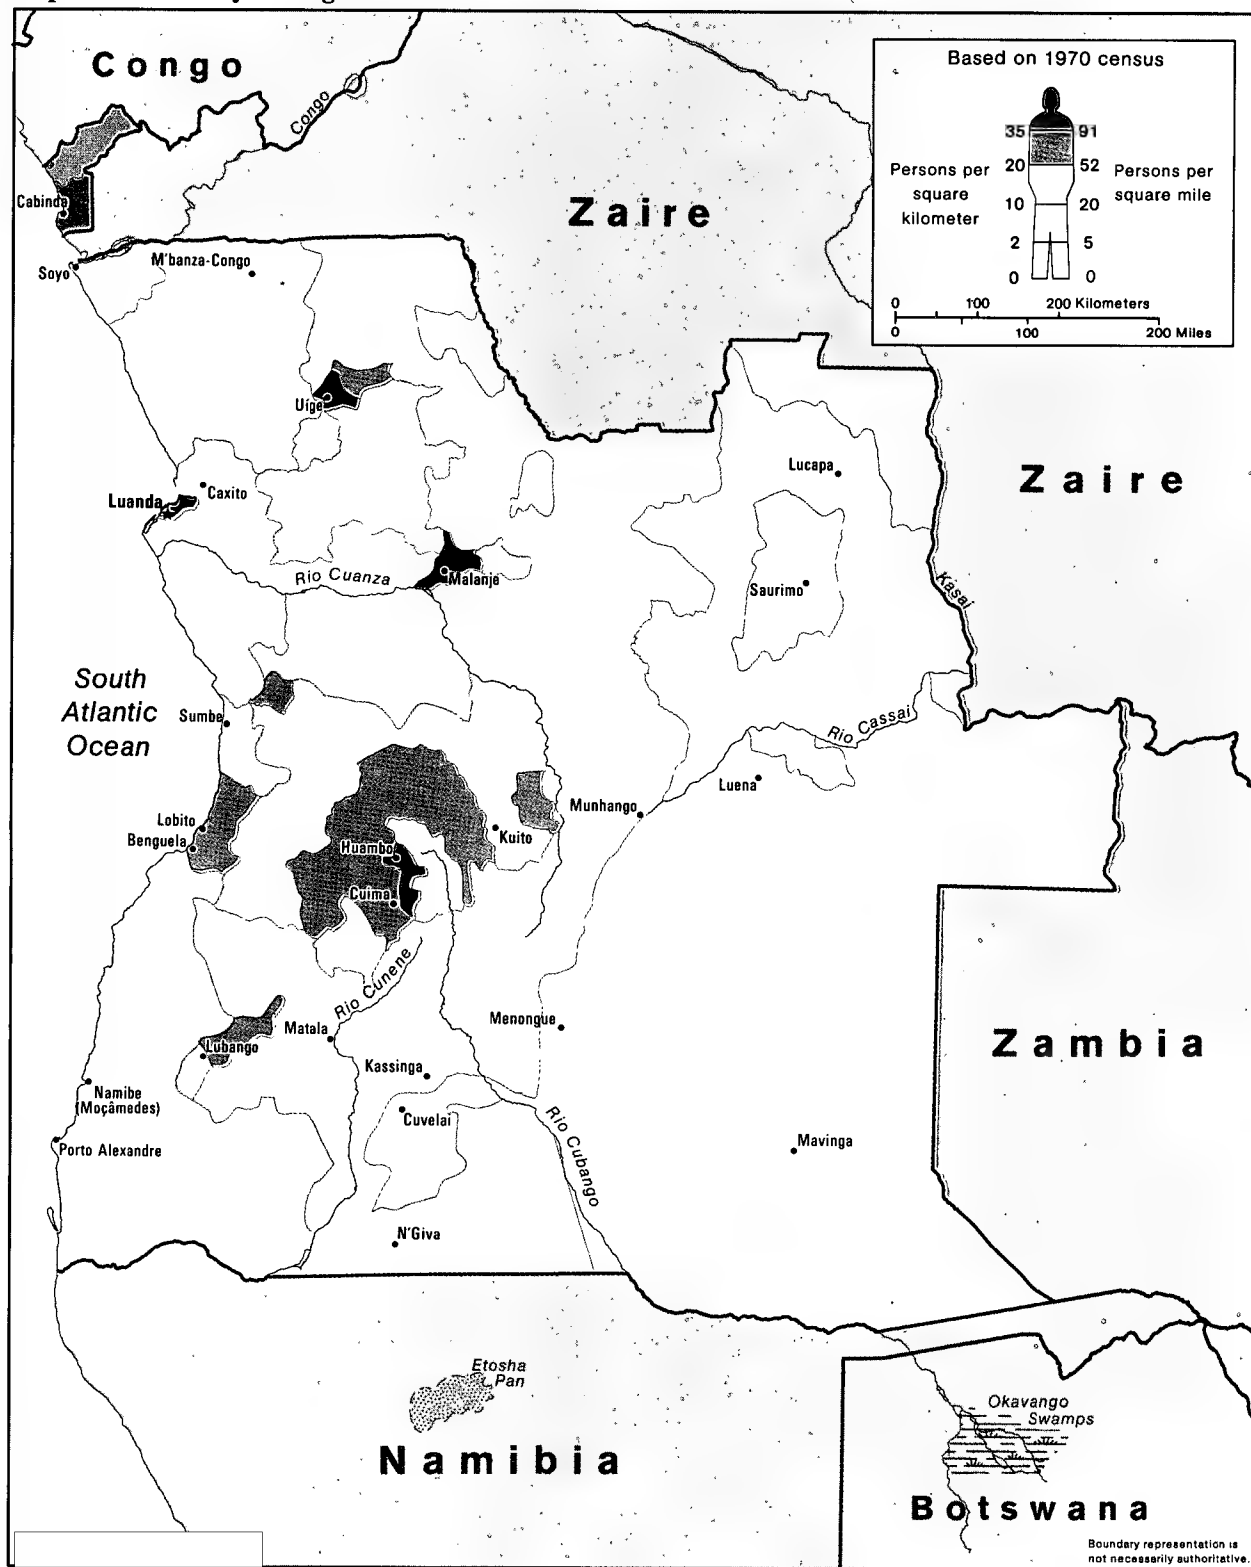 Congo
Congo
Based on 1970 census
35 91
Persons per
square
kilometer
20 52
Persons per
square mile
10 20
2 5
0 0
0 100 200 Kilometers
0 100 200 Miles
Cabinda
Zaire
Soyo
M'banza-Congo
Uige
Lucapa
Zaire
Luanda
Caxito
Rio Cuanza
Malanje
Saurimo
Kasai
South
Atlantic
Ocean
Sumbe
Rio Cassai
Luena
Lobito
Benguela
Munhango
Kuito
Huambo
Cuima
Rio Cunene
Matala
Menongue
Zambia
Lubango
Kassinga
Namibe
(Moçâmedes)
Cuvelai
Rio Cubango
Porto Alexandre
Mavinga
N'Giva
Etosha
Pan
Okavango
Swamps
Namibia
Botswana
Boundary representation is
not necessarily authoritative.